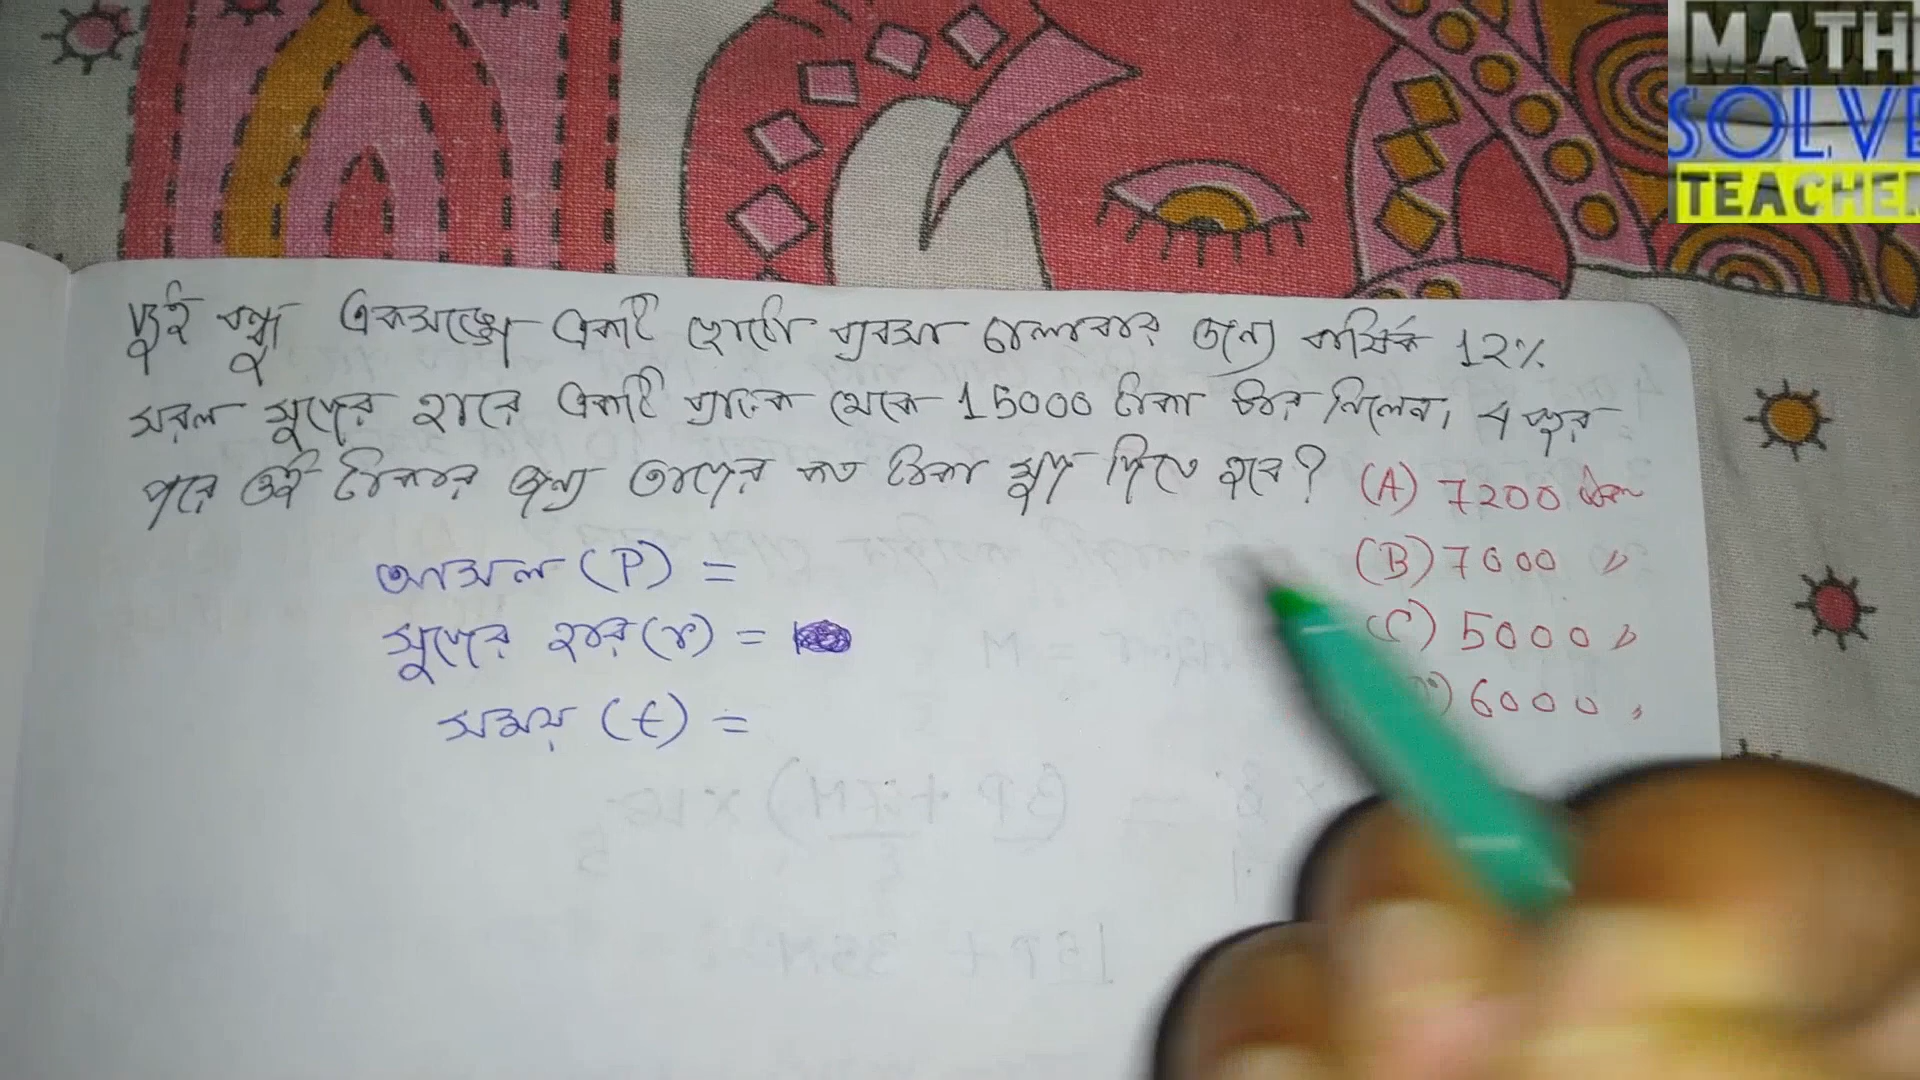 MATH
SOLVE
TEACHER
দুই বন্ধু একসঙ্গে একটি ছোটো ব্যবসা চালাবার জন্যে বার্ষিক 12%
সরল সুদের হারে একটি ব্যাংক থেকে 15000 টাকা ধার নিলেন। 4 বছর
পরে ওই টাকার জন্য তাদের কত টাকা সুদ দিতে হবে?
(A) 7200 টাকা
(B) 7000 "
(C) 5000 "
) 6000 "
আসল (P) =
সুদের হার (r) =
সময় (t) =